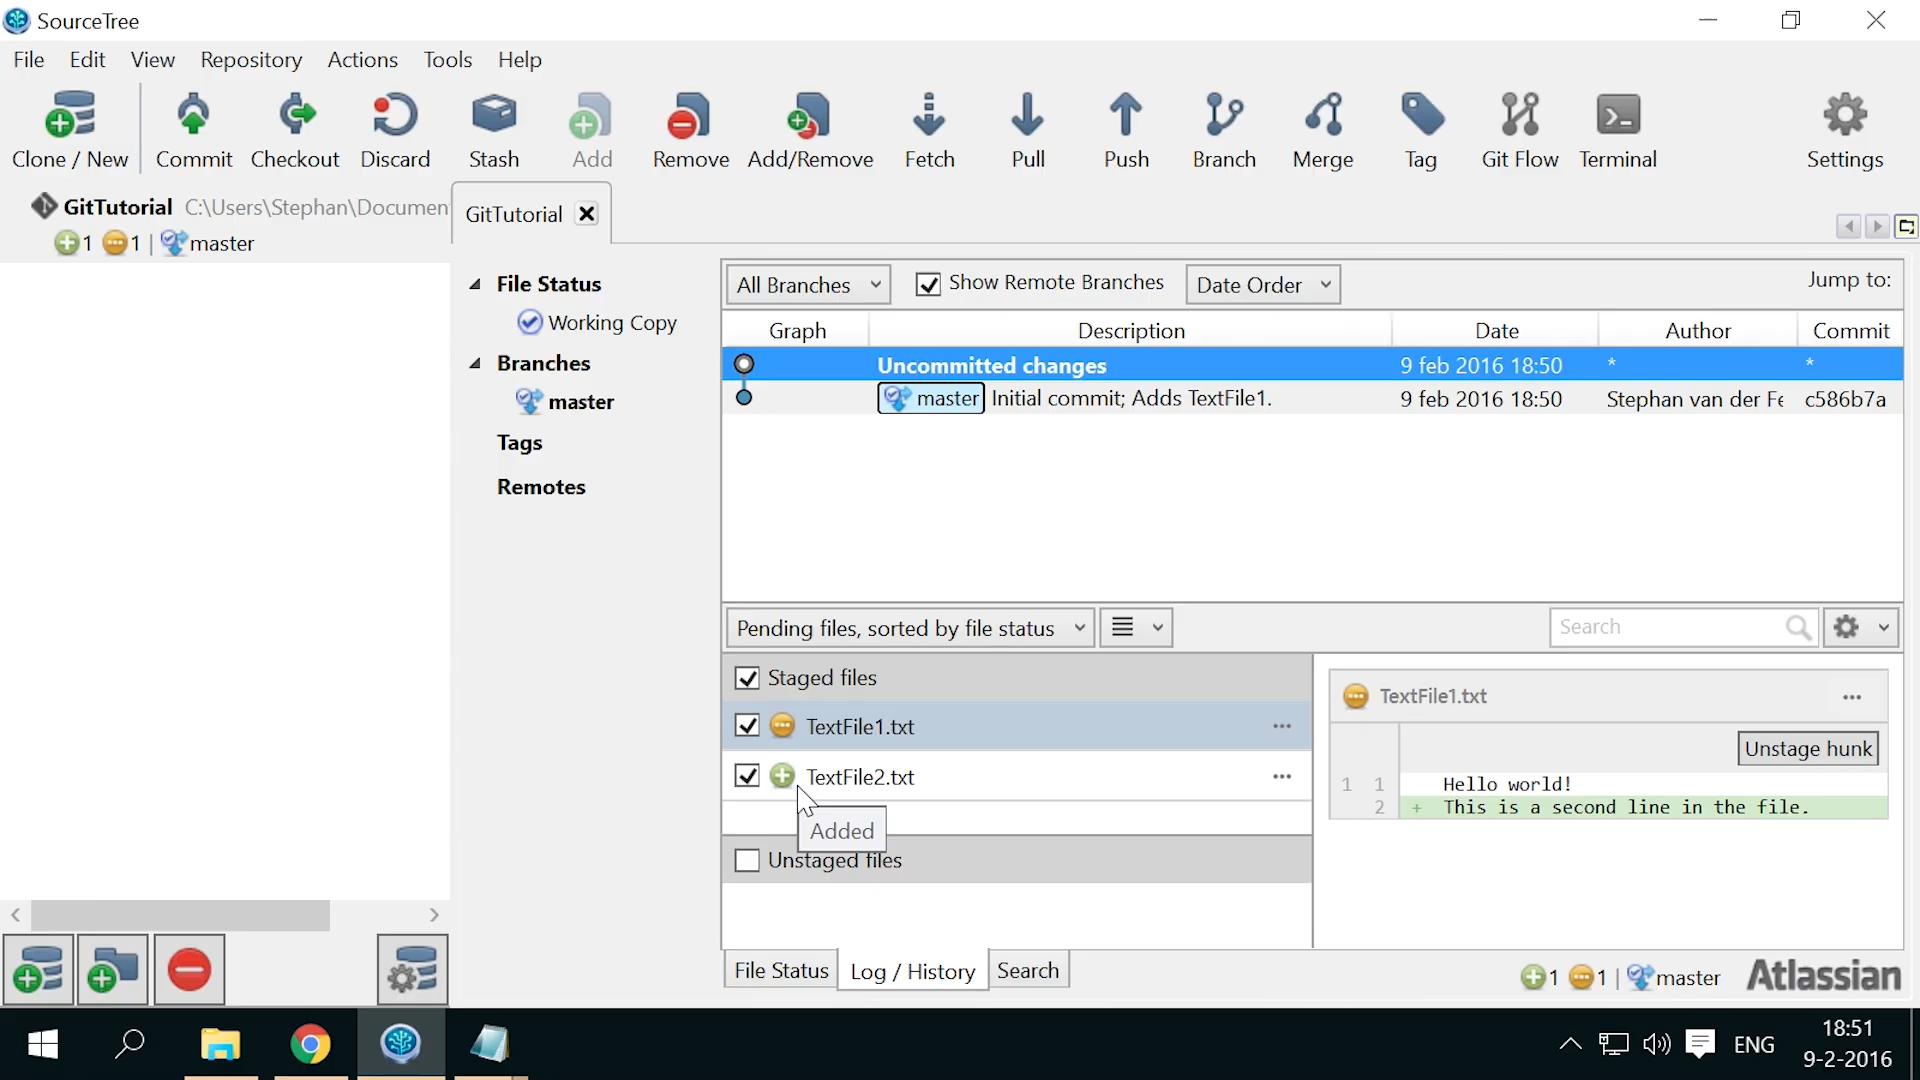 SourceTree
File Edit View Repository Actions Tools Help
Clone / New Commit Checkout Discard Stash Add Remove Add/Remove Fetch Pull Push Branch Merge Tag Git Flow Terminal Settings
GitTutorial C:\Users\Stephan\Documen
1 1 | master
GitTutorial
File Status
Working Copy
Branches
master
Tags
Remotes
All Branches Show Remote Branches Date Order Jump to:
Graph Description Date Author Commit
Uncommitted changes 9 feb 2016 18:50 * *
master Initial commit; Adds TextFile1. 9 feb 2016 18:50 Stephan van der Fe c586b7a
Pending files, sorted by file status Search
Staged files
TextFile1.txt ...
TextFile2.txt ...
Added
Unstaged files
TextFile1.txt ...
Unstage hunk
1 1 Hello world!
2 + This is a second line in the file.
File Status Log / History Search
1 1 | master Atlassian
ENG
18:51
9-2-2016